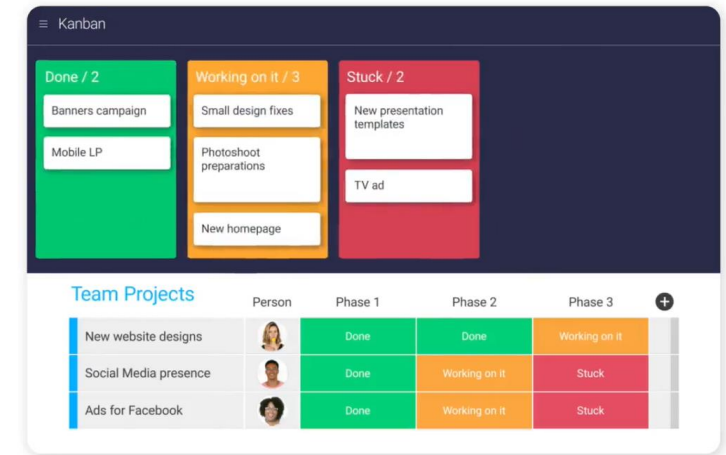 Kanban
Done / 2
Banners campaign
Mobile LP
Working on it / 3
Small design fixes
Photoshoot
preparations
New homepage
Stuck / 2
New presentation
templates
TV ad
Team Projects
Person Phase 1 Phase 2 Phase 3
New website designs Done Done Working on it
Social Media presence Done Working on it Stuck
Ads for Facebook Done Working on it Stuck